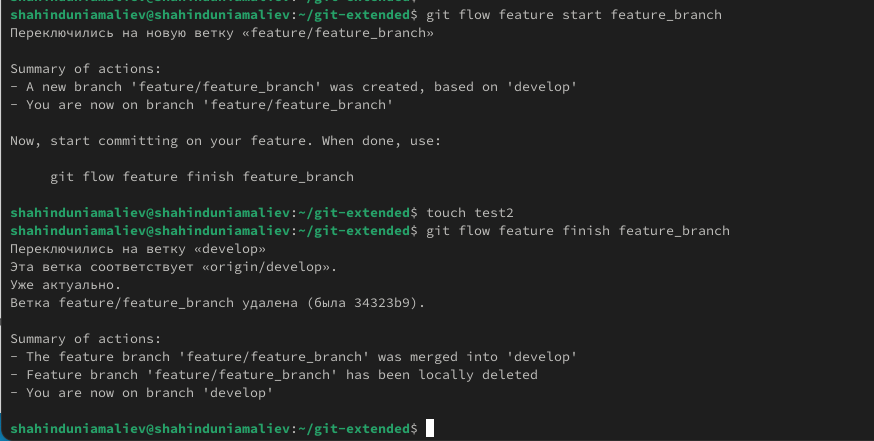 shahinduniamaliev@shahinduniamaliev:~/git-extended$ git flow feature start feature_branch
Переключились на новую ветку «feature/feature_branch»
Summary of actions:
- A new branch 'feature/feature_branch' was created, based on 'develop'
- You are now on branch 'feature/feature_branch'
Now, start committing on your feature. When done, use:
git flow feature finish feature_branch
shahinduniamaliev@shahinduniamaliev:~/git-extended$ touch test2
shahinduniamaliev@shahinduniamaliev:~/git-extended$ git flow feature finish feature_branch
Переключились на ветку «develop»
Эта ветка соответствует «origin/develop».
Уже актуально.
Ветка feature/feature_branch удалена (была 34323b9).
Summary of actions:
- The feature branch 'feature/feature_branch' was merged into 'develop'
- Feature branch 'feature/feature_branch' has been locally deleted
- You are now on branch 'develop'
shahinduniamaliev@shahinduniamaliev:~/git-extended$